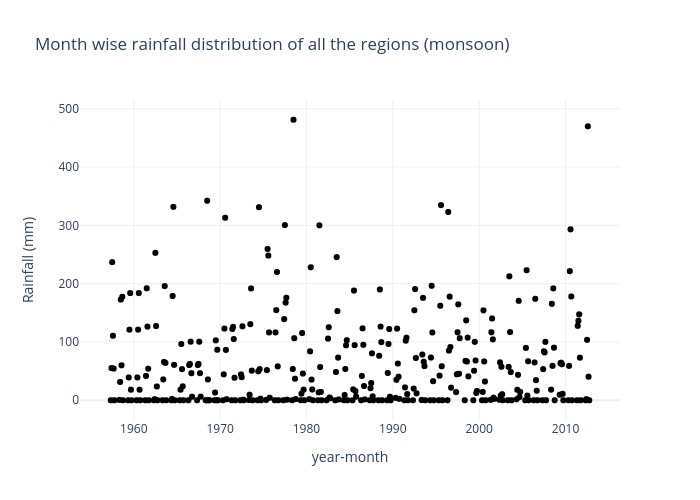 Month wise rainfall distribution of all the regions (monsoon)
Rainfall (mm)
500
400
300
200
100
0
1960 1970 1980 1990 2000 2010
year-month